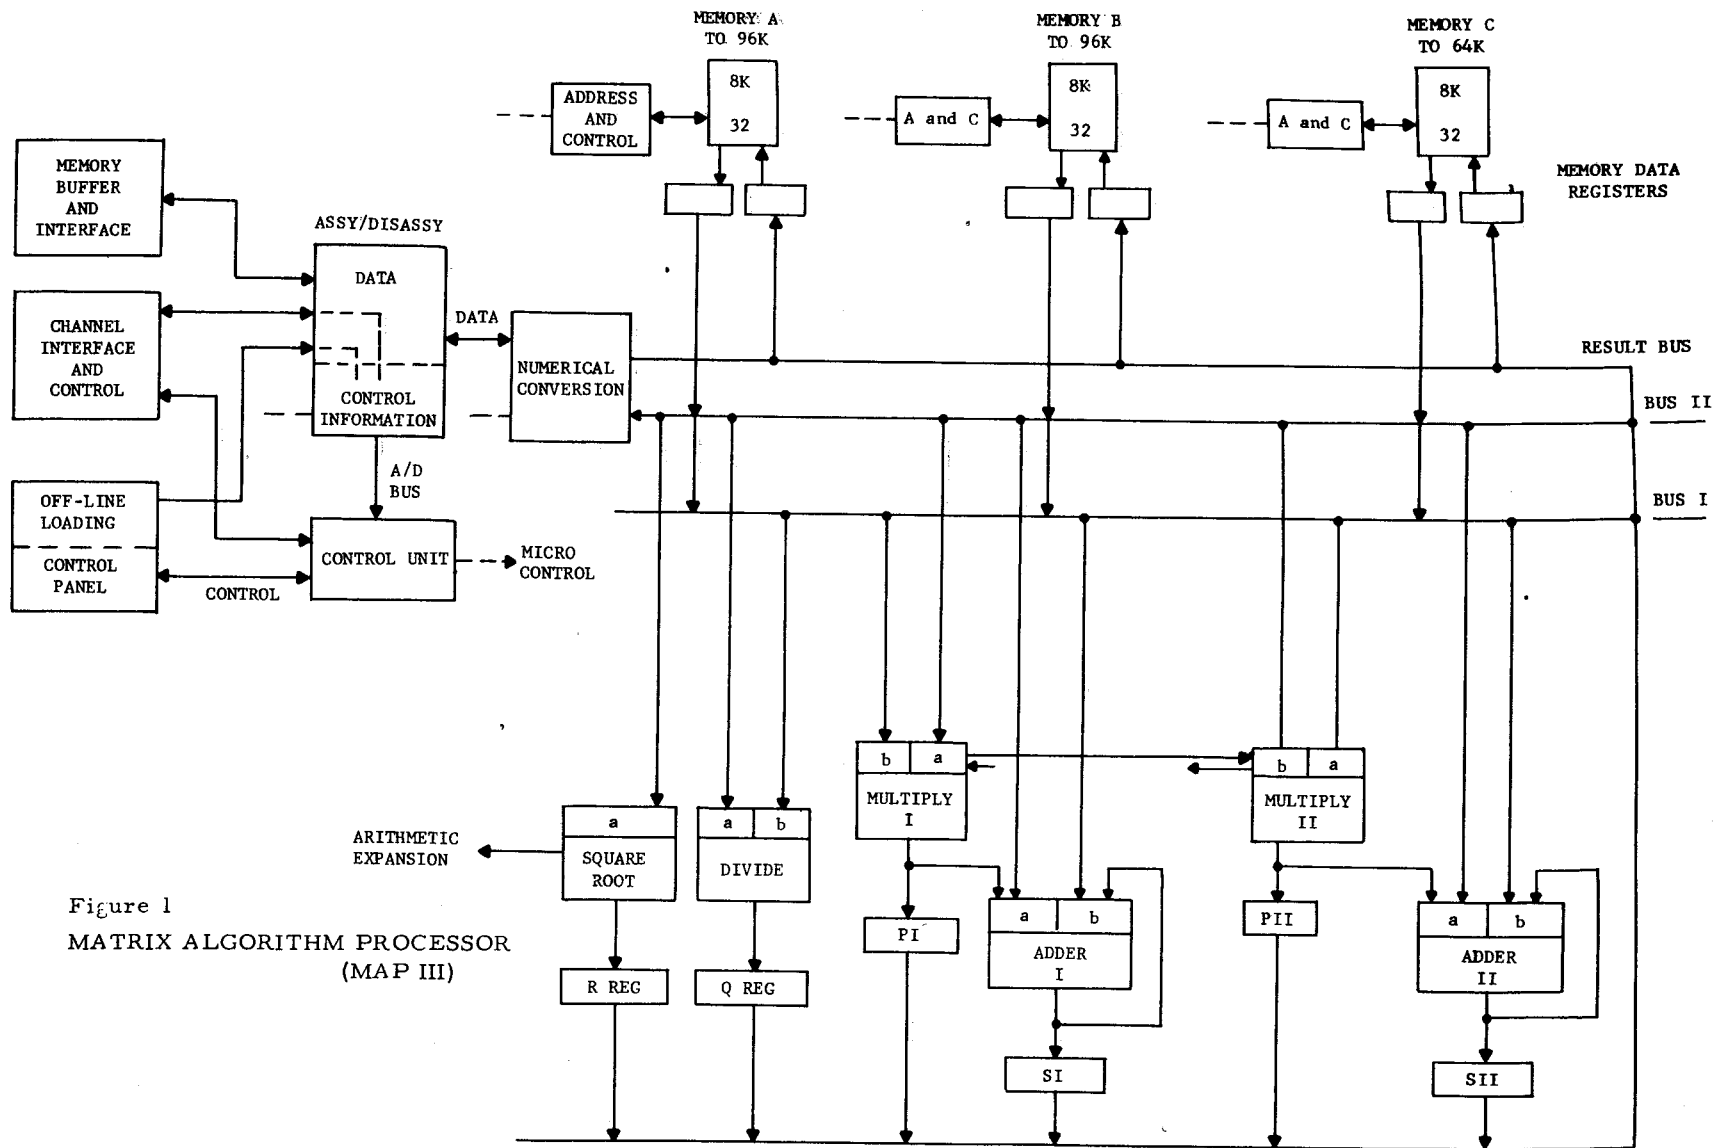 MEMORY A
TO 96K
MEMORY B
TO 96K
MEMORY C
TO 64K
8K
32
8K
32
8K
32
ADDRESS
AND
CONTROL
A and C
A and C
MEMORY DATA
REGISTERS
MEMORY
BUFFER
AND
INTERFACE
ASSY/DISASSY
DATA
CONTROL
INFORMATION
CHANNEL
INTERFACE
AND
CONTROL
DATA
NUMERICAL
CONVERSION
RESULT BUS
BUS II
BUS I
A/D
BUS
OFF-LINE
LOADING
CONTROL
PANEL
CONTROL
CONTROL UNIT
MICRO
CONTROL
b
a
MULTIPLY
I
b
a
MULTIPLY
II
ARITHMETIC
EXPANSION
a
SQUARE
ROOT
a
b
DIVIDE
PI
a
b
ADDER
I
PII
a
b
ADDER
II
R REG
Q REG
SI
SII
Figure 1
MATRIX ALGORITHM PROCESSOR
(MAP III)